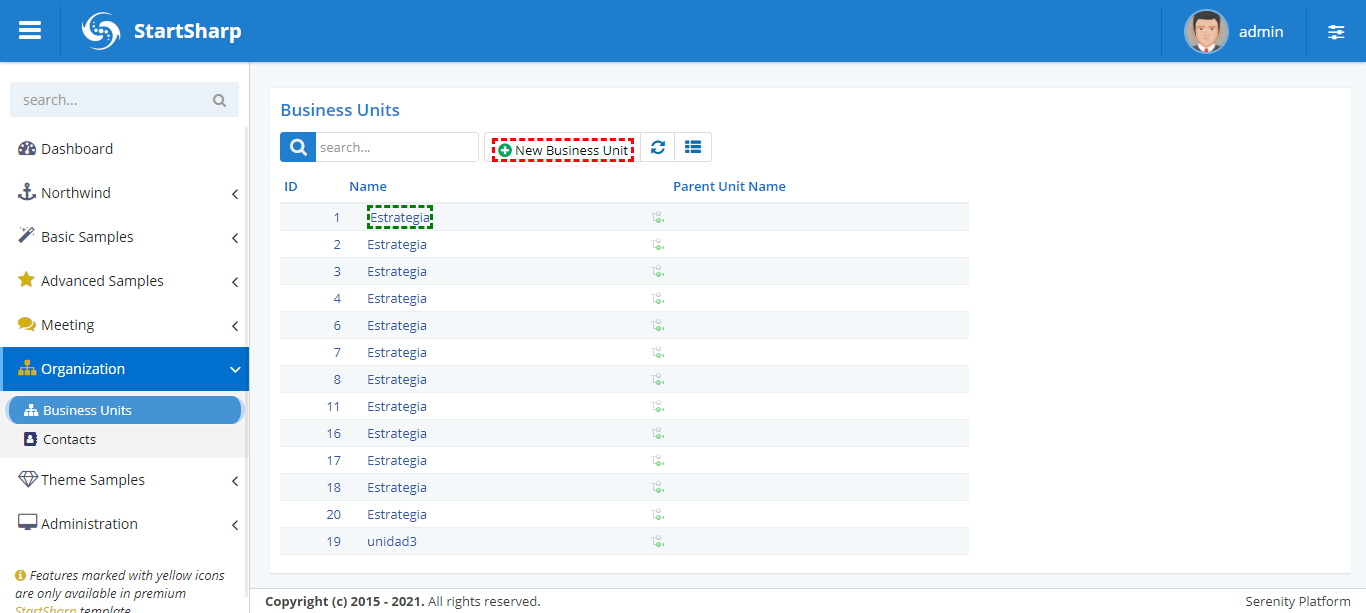 StartSharp
admin
search...
Dashboard
Northwind
Basic Samples
Advanced Samples
Meeting
Organization
Business Units
Contacts
Theme Samples
Administration
Features marked with yellow icons
are only available in premium
StartSharp template
Business Units
search...
New Business Unit
ID Name Parent Unit Name
1 Estrategia
2 Estrategia
3 Estrategia
4 Estrategia
6 Estrategia
7 Estrategia
8 Estrategia
11 Estrategia
16 Estrategia
17 Estrategia
18 Estrategia
20 Estrategia
19 unidad3
Copyright (c) 2015 - 2021. All rights reserved.
Serenity Platform